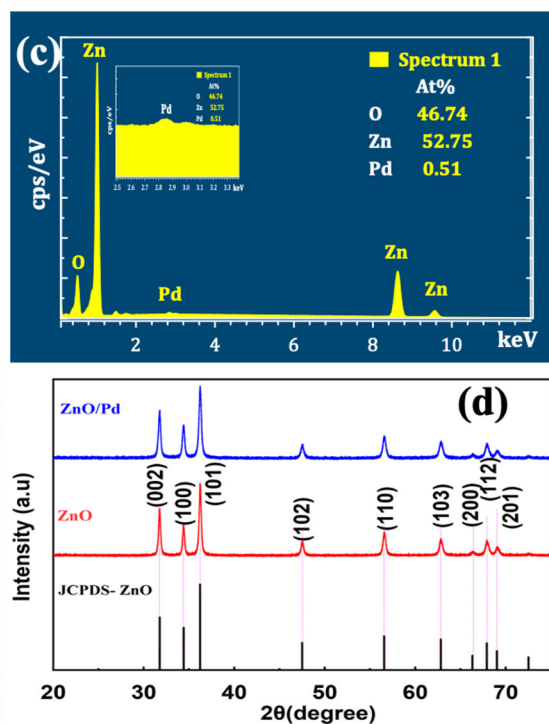 (c)
Zn
Spectrum 1
At%
O 46.74
Zn 52.75
Pd 0.51
Spectrum 1
At%
O 46.74
Zn 52.75
Pd 0.51
Pd
cps/eV
2.5 2.6 2.7 2.8 2.9 3.0 3.1 3.2 3.3 keV
cps/eV
O
Pd
Zn
Zn
2 4 6 8 10 keV
(d)
ZnO/Pd
(002)
(100)
(101)
(102)
(110)
(103)
(200)
(112)
(201)
ZnO
JCPDS- ZnO
Intensity (a.u)
20 30 40 50 60 70
2θ(degree)